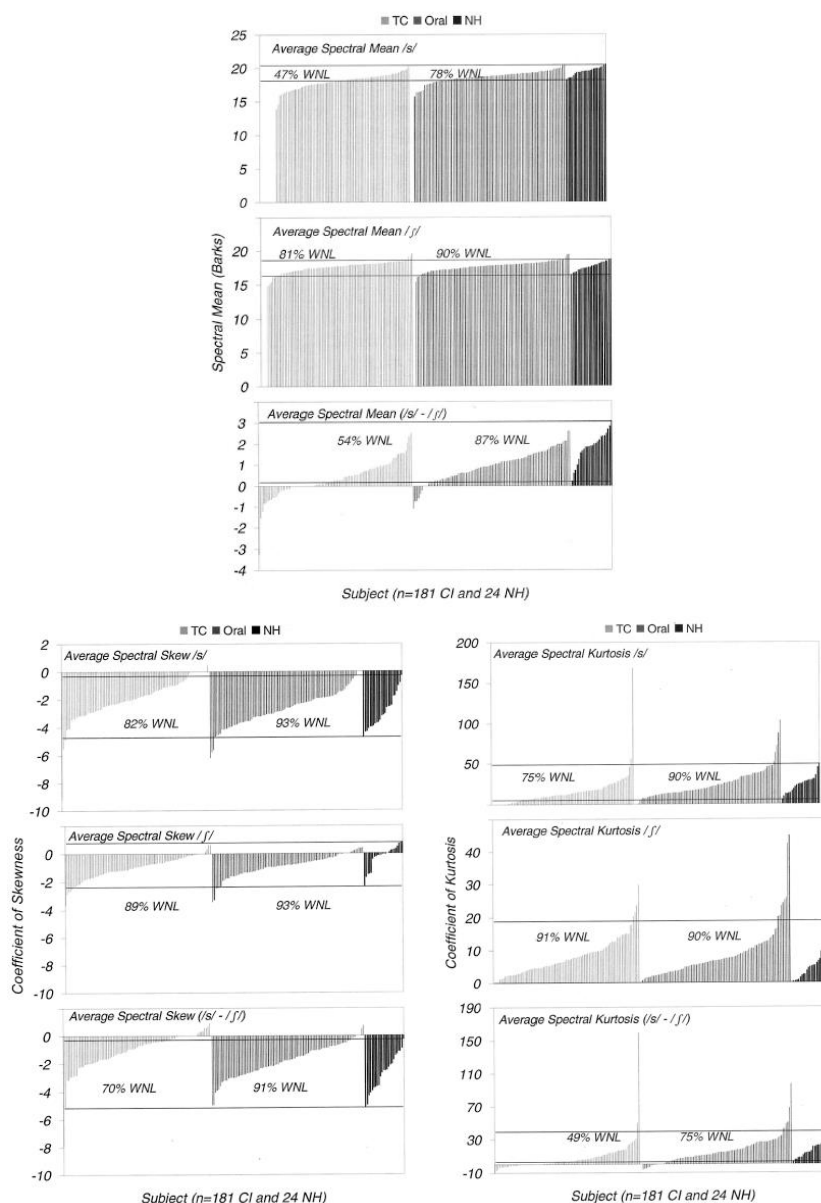 TC Oral NH
25
Average Spectral Mean /s/
20
47% WNL 78% WNL
15
10
5
0
25
Average Spectral Mean /ʃ/
81% WNL 90% WNL
20
15
10
5
0
Spectral Mean (Barks)
Average Spectral Mean (/s/ - /ʃ/)
3
54% WNL 87% WNL
2
1
0
-1
-2
-3
-4
Subject (n=181 CI and 24 NH)
TC Oral NH
2
Average Spectral Skew /s/
0
-2
82% WNL 93% WNL
-4
-6
-8
-10
2
Average Spectral Skew /ʃ/
0
-2
89% WNL 93% WNL
-4
-6
-8
-10
Coefficient of Skewness
2
Average Spectral Skew (/s/ - /ʃ/)
0
-2
70% WNL 91% WNL
-4
-6
-8
-10
Subject (n=181 CI and 24 NH)
TC Oral NH
200
Average Spectral Kurtosis /s/
150
100
50
75% WNL 90% WNL
50
Average Spectral Kurtosis /ʃ/
40
30
20
91% WNL 90% WNL
10
0
Coefficient of Kurtosis
190
Average Spectral Kurtosis (/s/ - /ʃ/)
150
110
70
30
49% WNL 75% WNL
-10
Subject (n=181 CI and 24 NH)